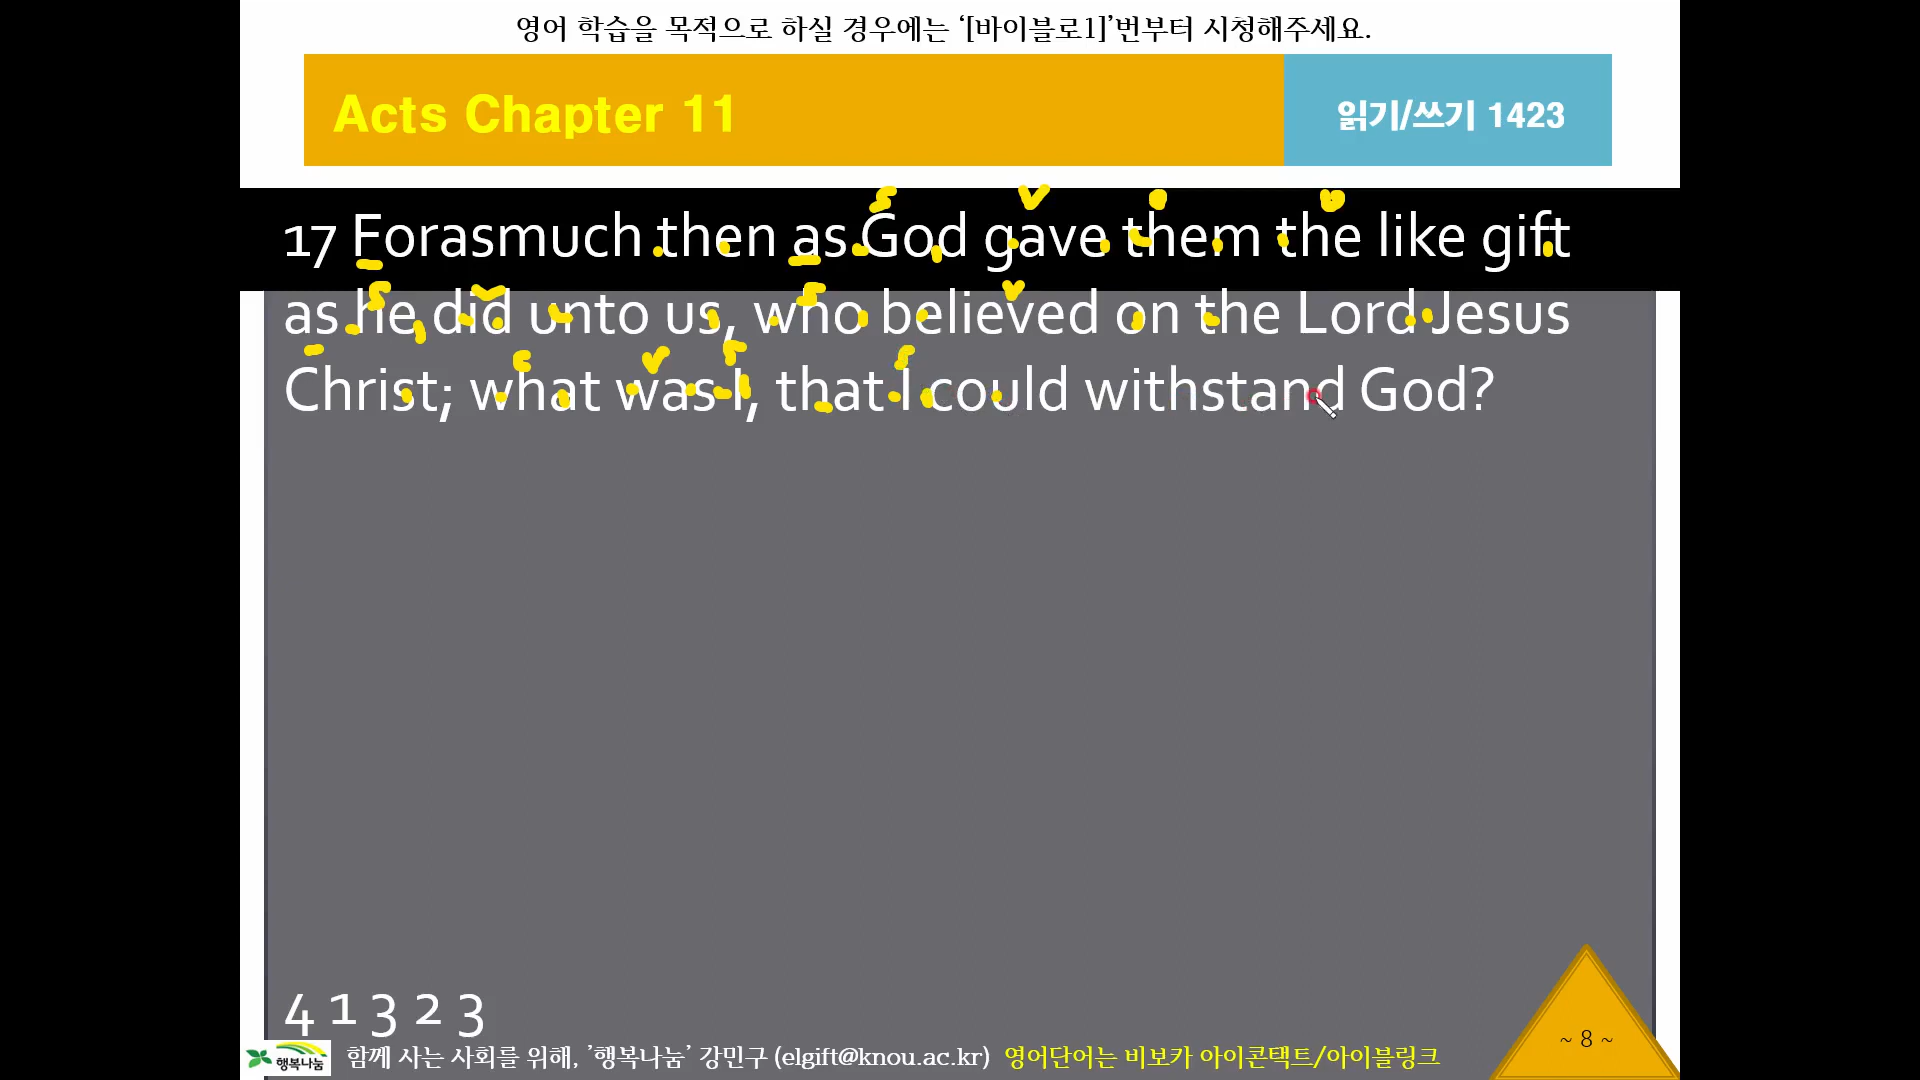 영어 학습을 목적으로 하실 경우에는 ‘[바이블로1]’번부터 시청해주세요.
Acts Chapter 11
읽기/쓰기 1423
17 Forasmuch then as God gave them the like gift
as he did unto us, who believed on the Lord Jesus
Christ; what was I, that I could withstand God?
4 1 3 2 3
~ 8 ~
행복나눔
함께 사는 사회를 위해, ’행복나눔’ 강민구 (elgift@knou.ac.kr) 영어단어는 비보카 아이콘택트/아이블링크